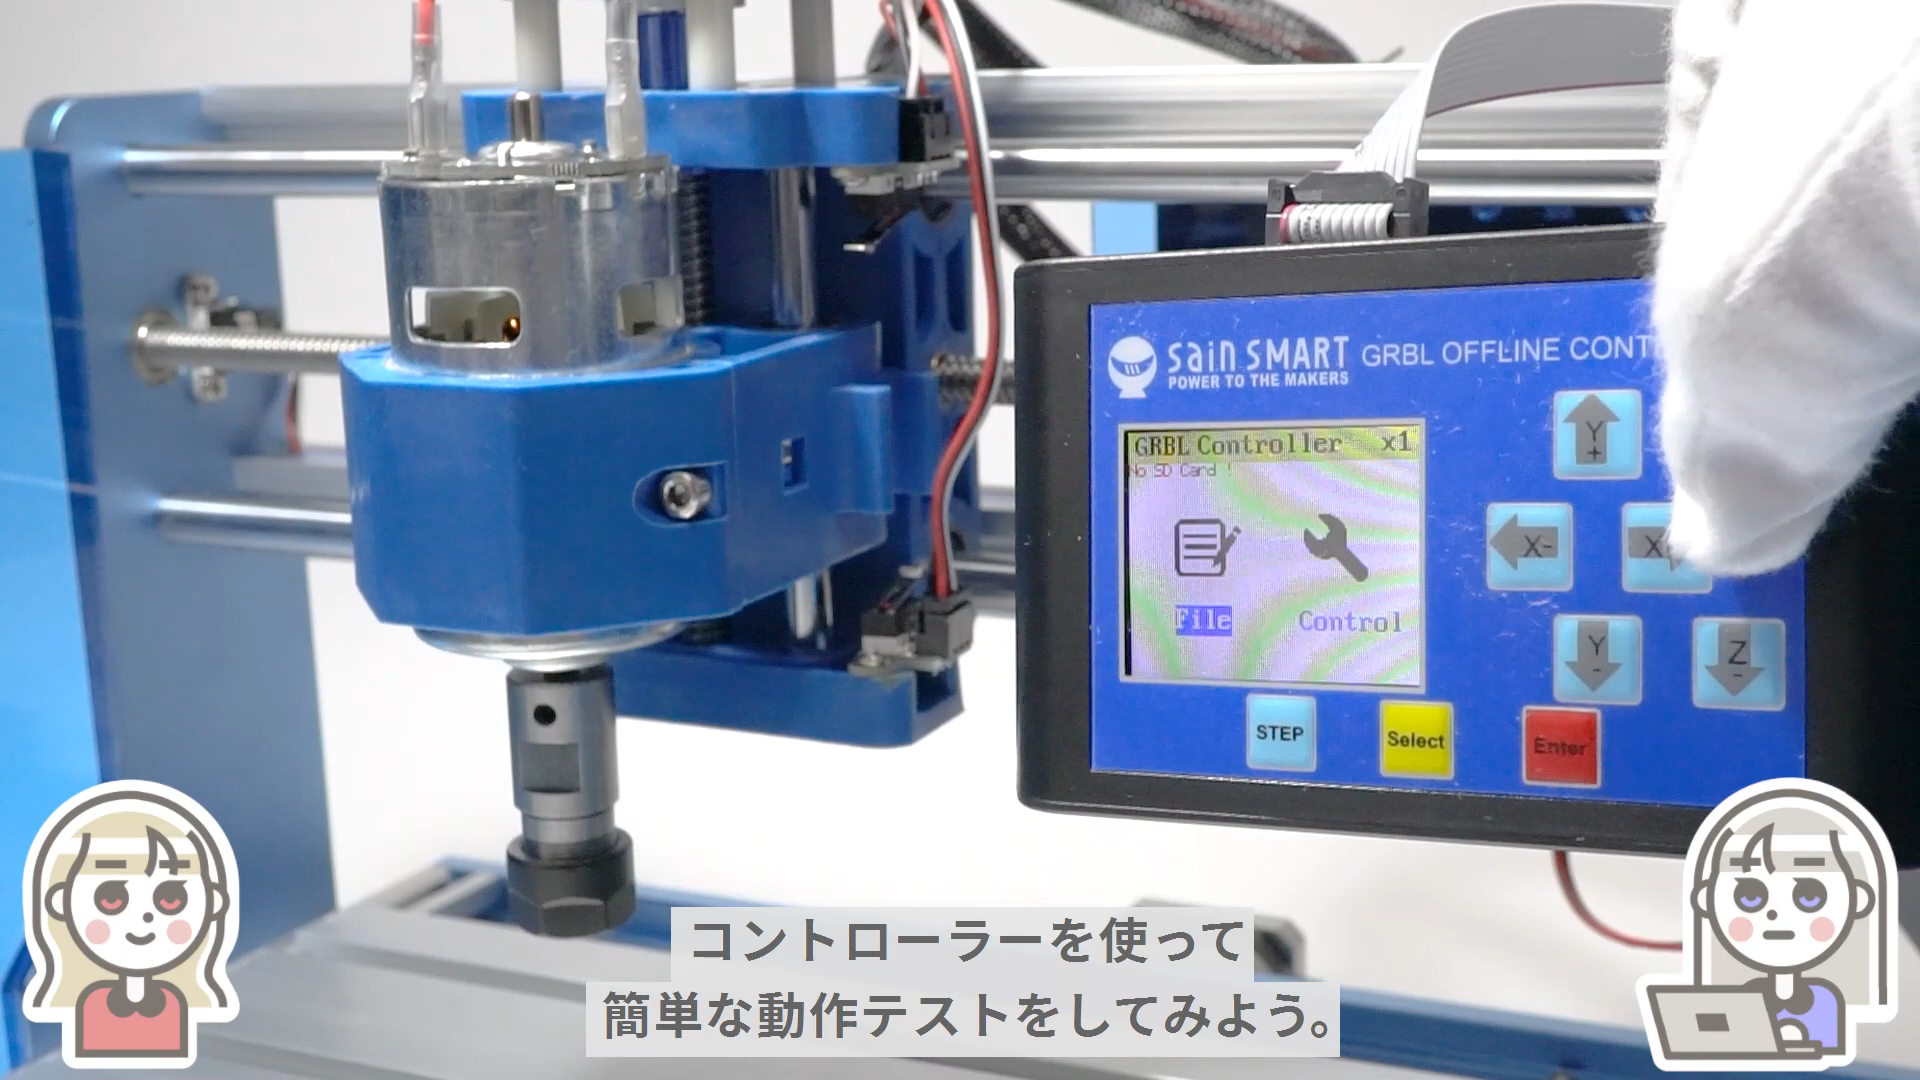 sain SMART
POWER TO THE MAKERS
GRBL OFFLINE CONT
GRBL Controller x1
No SD Card !
File
Control
Y
+
X-
X
Y
-
Z
-
STEP
Select
Enter
コントローラーを使って
簡単な動作テストをしてみよう。